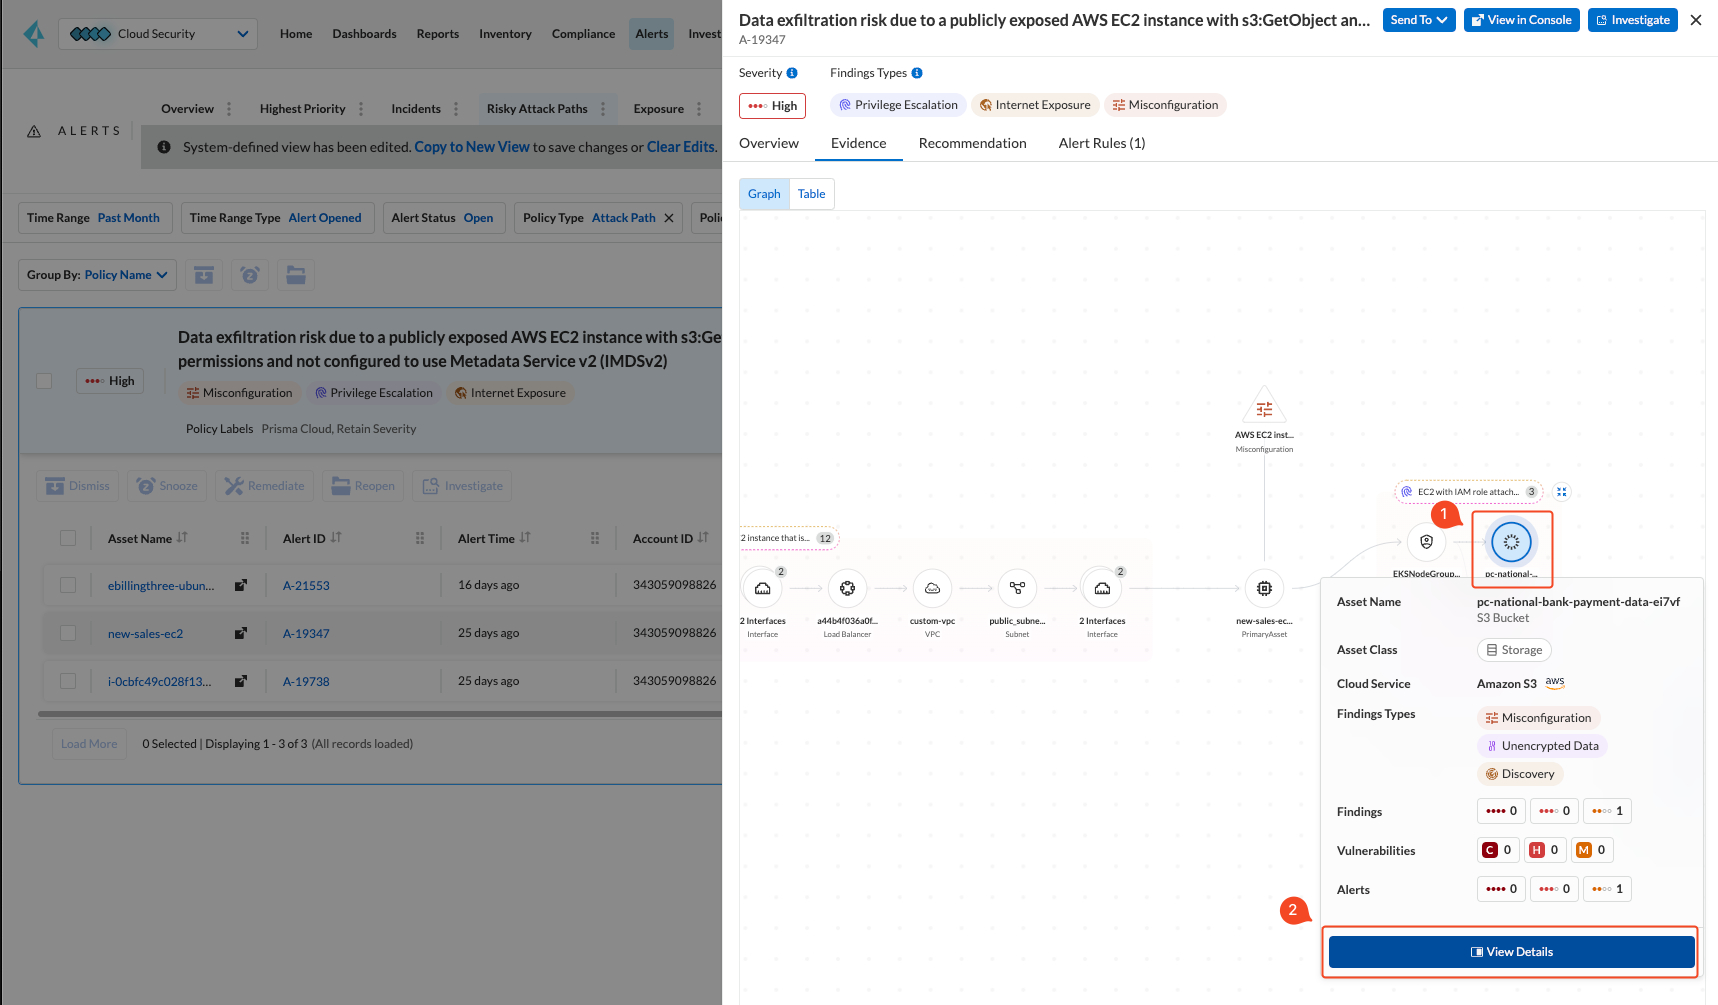 Cloud Security
Home
Dashboards
Reports
Inventory
Compliance
Alerts
Invest
ALERTS
Overview
Highest Priority
Incidents
Risky Attack Paths
Exposure
System-defined view has been edited. Copy to New View to save changes or Clear Edits.
Time Range Past Month
Time Range Type Alert Opened
Alert Status Open
Policy Type Attack Path
Polic
Group By: Policy Name
High
Data exfiltration risk due to a publicly exposed AWS EC2 instance with s3:Ge
permissions and not configured to use Metadata Service v2 (IMDSv2)
Misconfiguration
Privilege Escalation
Internet Exposure
Policy Labels Prisma Cloud, Retain Severity
Dismiss
Snooze
Remediate
Reopen
Investigate
Asset Name
Alert ID
Alert Time
Account ID
ebillingthree-ubun...
A-21553
16 days ago
343059098826
new-sales-ec2
A-19347
25 days ago
343059098826
i-0cbfc49c028f13...
A-19738
25 days ago
343059098826
Load More
0 Selected | Displaying 1 - 3 of 3 (All records loaded)
Data exfiltration risk due to a publicly exposed AWS EC2 instance with s3:GetObject an...
A-19347
Send To
View in Console
Investigate
Severity
Findings Types
High
Privilege Escalation
Internet Exposure
Misconfiguration
Overview
Evidence
Recommendation
Alert Rules (1)
Graph
Table
AWS EC2 inst...
Misconfiguration
EC2 with IAM role attach... 3
1
2 instance that is... 12
2
2
EKSNodeGroup...
pc-national-...
2 Interfaces
Interface
a44b4f036a0f...
Load Balancer
custom-vpc
VPC
public_subne...
Subnet
2 Interfaces
Interface
new-sales-ec...
PrimaryAsset
Asset Name
pc-national-bank-payment-data-ei7vf
S3 Bucket
Asset Class
Storage
Cloud Service
Amazon S3 aws
Findings Types
Misconfiguration
Unencrypted Data
Discovery
Findings
0
0
1
Vulnerabilities
C 0
H 0
M 0
Alerts
0
0
1
2
View Details